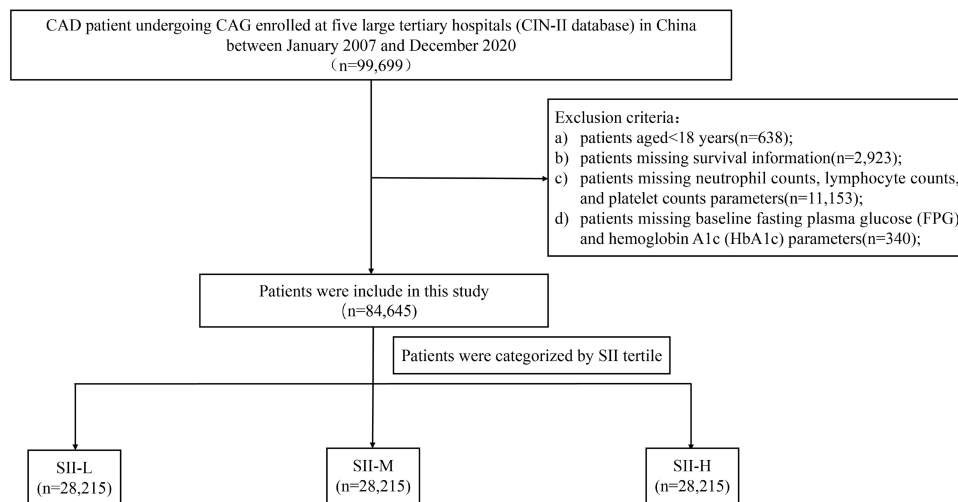 CAD patient undergoing CAG enrolled at five large tertiary hospitals (CIN-II database) in China
between January 2007 and December 2020
（n=99,699）
Exclusion criteria：
a) patients aged<18 years(n=638);
b) patients missing survival information(n=2,923);
c) patients missing neutrophil counts, lymphocyte counts,
and platelet counts parameters(n=11,153);
d) patients missing baseline fasting plasma glucose (FPG)
and hemoglobin A1c (HbA1c) parameters(n=340);
Patients were include in this study
(n=84,645)
Patients were categorized by SII tertile
SII-L
(n=28,215)
SII-M
(n=28,215)
SII-H
(n=28,215)